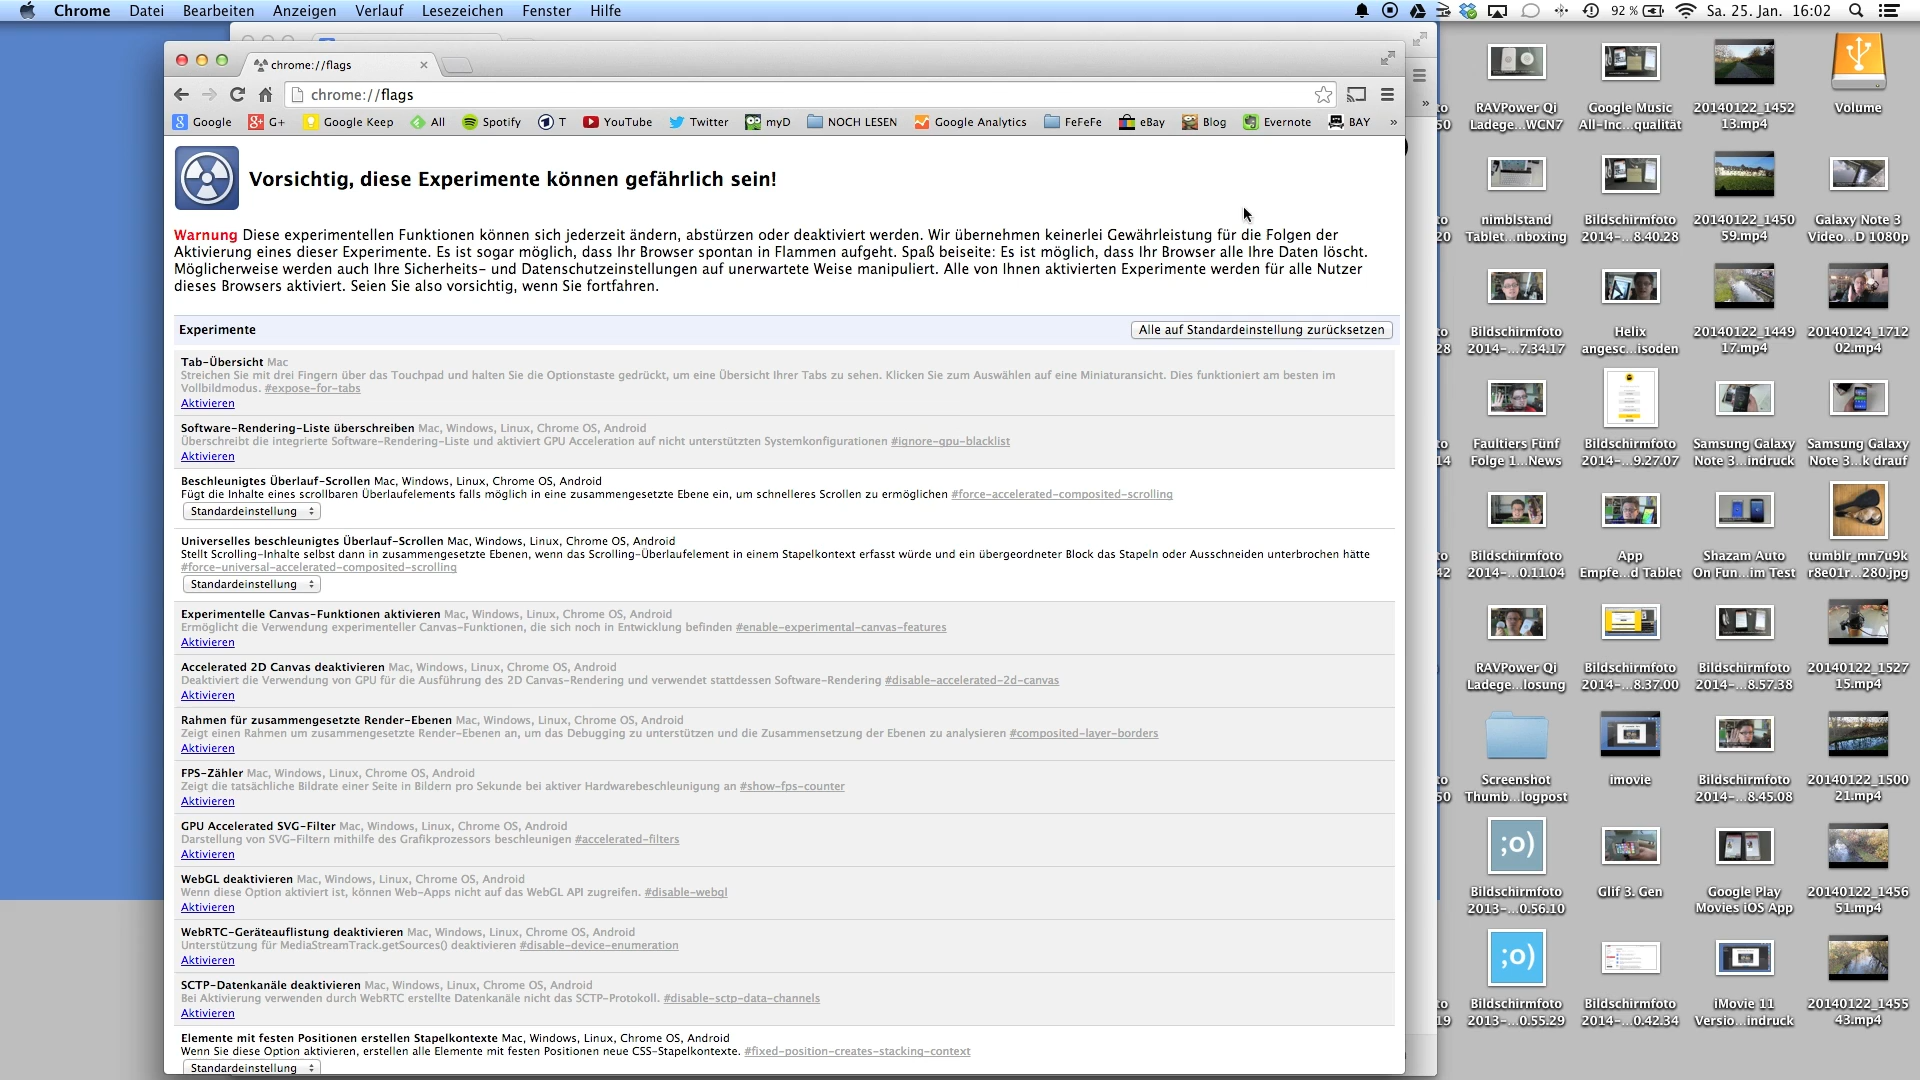 Chrome Datei Bearbeiten Anzeigen Verlauf Lesezeichen Fenster Hilfe
92 % Sa. 25. Jan. 16:02
chrome://flags
chrome://flags
Google G+ Google Keep All Spotify T YouTube Twitter myD NOCH LESEN Google Analytics FeFeFe eBay Blog Evernote BAY »
Vorsichtig, diese Experimente können gefährlich sein!
Warnung Diese experimentellen Funktionen können sich jederzeit ändern, abstürzen oder deaktiviert werden. Wir übernehmen keinerlei Gewährleistung für die Folgen der
Aktivierung eines dieser Experimente. Es ist sogar möglich, dass Ihr Browser spontan in Flammen aufgeht. Spaß beiseite: Es ist möglich, dass Ihr Browser alle Ihre Daten löscht.
Möglicherweise werden auch Ihre Sicherheits- und Datenschutzeinstellungen auf unerwartete Weise manipuliert. Alle von Ihnen aktivierten Experimente werden für alle Nutzer
dieses Browsers aktiviert. Seien Sie also vorsichtig, wenn Sie fortfahren.
Experimente Alle auf Standardeinstellung zurücksetzen
Tab-Übersicht Mac
Streichen Sie mit drei Fingern über das Touchpad und halten Sie die Optionstaste gedrückt, um eine Übersicht Ihrer Tabs zu sehen. Klicken Sie zum Auswählen auf eine Miniaturansicht. Dies funktioniert am besten im
Vollbildmodus. #expose-for-tabs
Aktivieren
Software-Rendering-Liste überschreiben Mac, Windows, Linux, Chrome OS, Android
Überschreibt die integrierte Software-Rendering-Liste und aktiviert GPU Acceleration auf nicht unterstützten Systemkonfigurationen #ignore-gpu-blacklist
Aktivieren
Beschleunigtes Überlauf-Scrollen Mac, Windows, Linux, Chrome OS, Android
Fügt die Inhalte eines scrollbaren Überlaufelements falls möglich in eine zusammengesetzte Ebene ein, um schnelleres Scrollen zu ermöglichen #force-accelerated-composited-scrolling
Standardeinstellung
Universelles beschleunigtes Überlauf-Scrollen Mac, Windows, Linux, Chrome OS, Android
Stellt Scrolling-Inhalte selbst dann in zusammengesetzte Ebenen, wenn das Scrolling-Überlaufelement in einem Stapelkontext erfasst würde und ein übergeordneter Block das Stapeln oder Ausschneiden unterbrochen hätte
#force-universal-accelerated-composited-scrolling
Standardeinstellung
Experimentelle Canvas-Funktionen aktivieren Mac, Windows, Linux, Chrome OS, Android
Ermöglicht die Verwendung experimenteller Canvas-Funktionen, die sich noch in Entwicklung befinden #enable-experimental-canvas-features
Aktivieren
Accelerated 2D Canvas deaktivieren Mac, Windows, Linux, Chrome OS, Android
Deaktiviert die Verwendung von GPU für die Ausführung des 2D Canvas-Rendering und verwendet stattdessen Software-Rendering #disable-accelerated-2d-canvas
Aktivieren
Rahmen für zusammengesetzte Render-Ebenen Mac, Windows, Linux, Chrome OS, Android
Zeigt einen Rahmen um zusammengesetzte Render-Ebenen an, um das Debugging zu unterstützen und die Zusammensetzung der Ebenen zu analysieren #composited-layer-borders
Aktivieren
FPS-Zähler Mac, Windows, Linux, Chrome OS, Android
Zeigt die tatsächliche Bildrate einer Seite in Bildern pro Sekunde bei aktiver Hardwarebeschleunigung an #show-fps-counter
Aktivieren
GPU Accelerated SVG-Filter Mac, Windows, Linux, Chrome OS, Android
Darstellung von SVG-Filtern mithilfe des Grafikprozessors beschleunigen #accelerated-filters
Aktivieren
WebGL deaktivieren Mac, Windows, Linux, Chrome OS, Android
Wenn diese Option aktiviert ist, können Web-Apps nicht auf das WebGL API zugreifen. #disable-webgl
Aktivieren
WebRTC-Geräteauflistung deaktivieren Mac, Windows, Linux, Chrome OS, Android
Unterstützung für MediaStreamTrack.getSources() deaktivieren #disable-device-enumeration
Aktivieren
SCTP-Datenkanäle deaktivieren Mac, Windows, Linux, Chrome OS, Android
Bei Aktivierung verwenden durch WebRTC erstellte Datenkanäle nicht das SCTP-Protokoll. #disable-sctp-data-channels
Aktivieren
Elemente mit festen Positionen erstellen Stapelkontexte Mac, Windows, Linux, Chrome OS, Android
Wenn Sie diese Option aktivieren, erstellen alle Elemente mit festen Positionen neue CSS-Stapelkontexte. #fixed-position-creates-stacking-context
Standardeinstellung
RAVPower Qi Google Music 20140122_1452 Volume
Ladege...WCN7 All-Inc...qualität 13.mp4
nimblstand Bildschirmfoto 20140122_1450 Galaxy Note 3
Tablet...nboxing 2014-...8.40.28 59.mp4 Video...D 1080p
Bildschirmfoto Helix 20140122_1449 20140124_1712
2014-...7.34.17 angesc...isoden 17.mp4 02.mp4
Faultiers Fünf Bildschirmfoto Samsung Galaxy Samsung Galaxy
Folge 1...News 2014-...9.27.07 Note 3...indruck Note 3...k drauf
Bildschirmfoto App Shazam Auto tumblr_mn7u9k
2014-...0.11.04 Empfe...d Tablet On Fun...im Test r8e01r...280.jpg
RAVPower Qi Bildschirmfoto Bildschirmfoto 20140122_1527
Ladege...losung 2014-...8.37.00 2014-...8.57.38 15.mp4
Screenshot imovie Bildschirmfoto 20140122_1500
Thumb...logpost 2014-...8.45.08 21.mp4
;o)
Bildschirmfoto Glif 3. Gen Google Play 20140122_1456
2013-...0.56.10 Movies iOS App 51.mp4
;o)
Bildschirmfoto Bildschirmfoto iMovie 11 20140122_1455
2013-...0.55.29 2014-...0.42.34 Versio...indruck 43.mp4